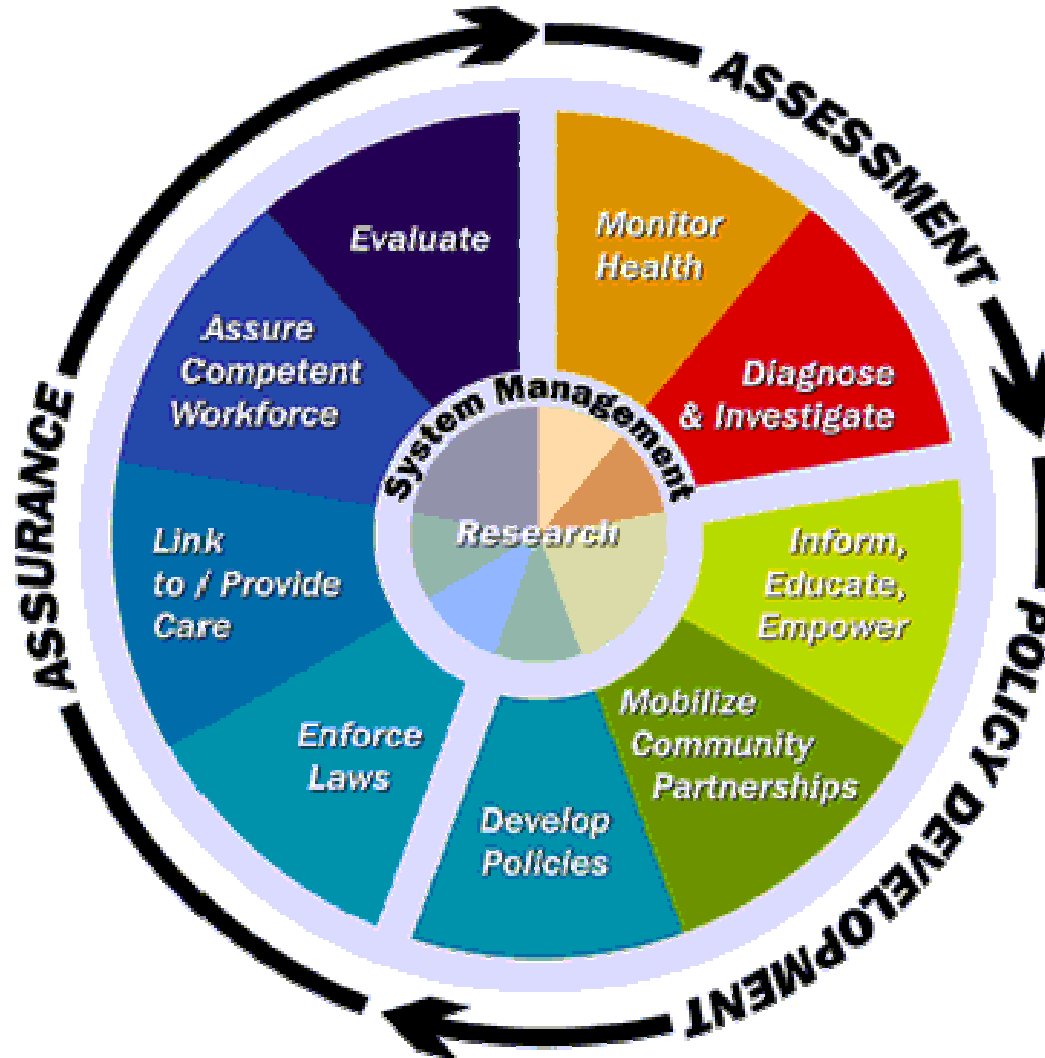 ASSESSMENT
POLICY DEVELOPMENT
ASSURANCE
Monitor
Health
Diagnose
& Investigate
Inform,
Educate,
Empower
Mobilize
Community
Partnerships
Develop
Policies
Enforce
Laws
Link
to / Provide
Care
Assure
Competent
Workforce
Evaluate
System Management
Research